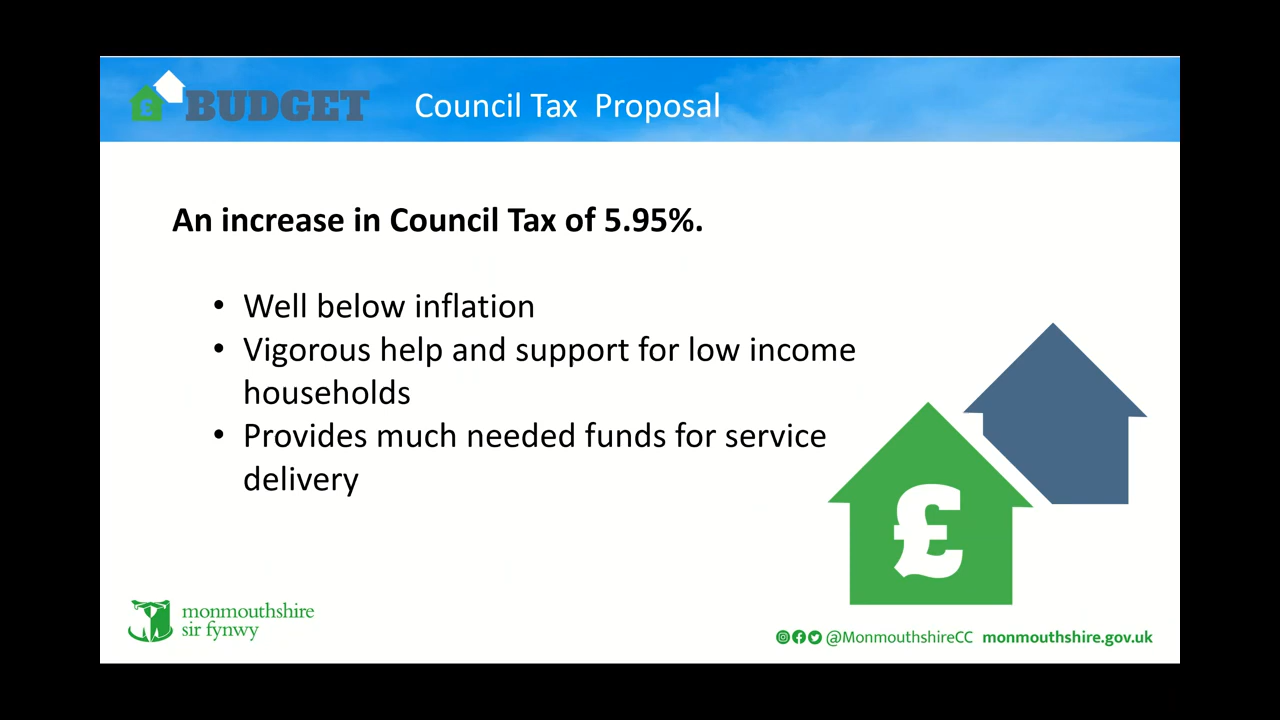 £ BUDGET Council Tax Proposal
An increase in Council Tax of 5.95%.
• Well below inflation
• Vigorous help and support for low income
households
• Provides much needed funds for service
delivery
£
monmouthshire
sir fynwy
@MonmouthshireCC monmouthshire.gov.uk